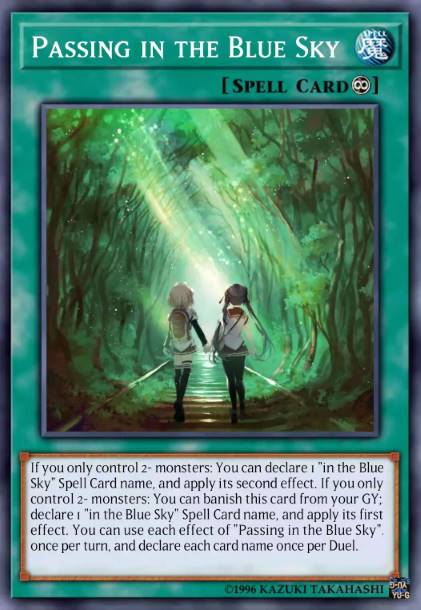 PASSING IN THE BLUE SKY
SPELL
魔
[SPELL CARD]
If you only control 2- monsters: You can declare 1 "in the Blue
Sky" Spell Card name, and apply its second effect. If you only
control 2- monsters: You can banish this card from your GY;
declare 1 "in the Blue Sky" Spell Card name, and apply its first
effect. You can use each effect of "Passing in the Blue Sky".
once per turn, and declare each card name once per Duel.
©1996 KAZUKI TAKAHASHI